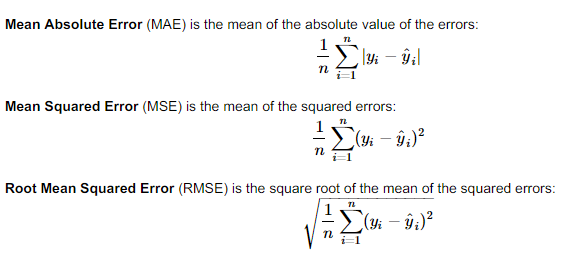 Mean Absolute Error (MAE) is the mean of the absolute value of the errors:
$\frac{1}{n}\sum_{i=1}^{n}|y_i - \hat{y}_i|$
Mean Squared Error (MSE) is the mean of the squared errors:
$\frac{1}{n}\sum_{i=1}^{n}(y_i - \hat{y}_i)^2$
Root Mean Squared Error (RMSE) is the square root of the mean of the squared errors:
$\sqrt{\frac{1}{n}\sum_{i=1}^{n}(y_i - \hat{y}_i)^2}$